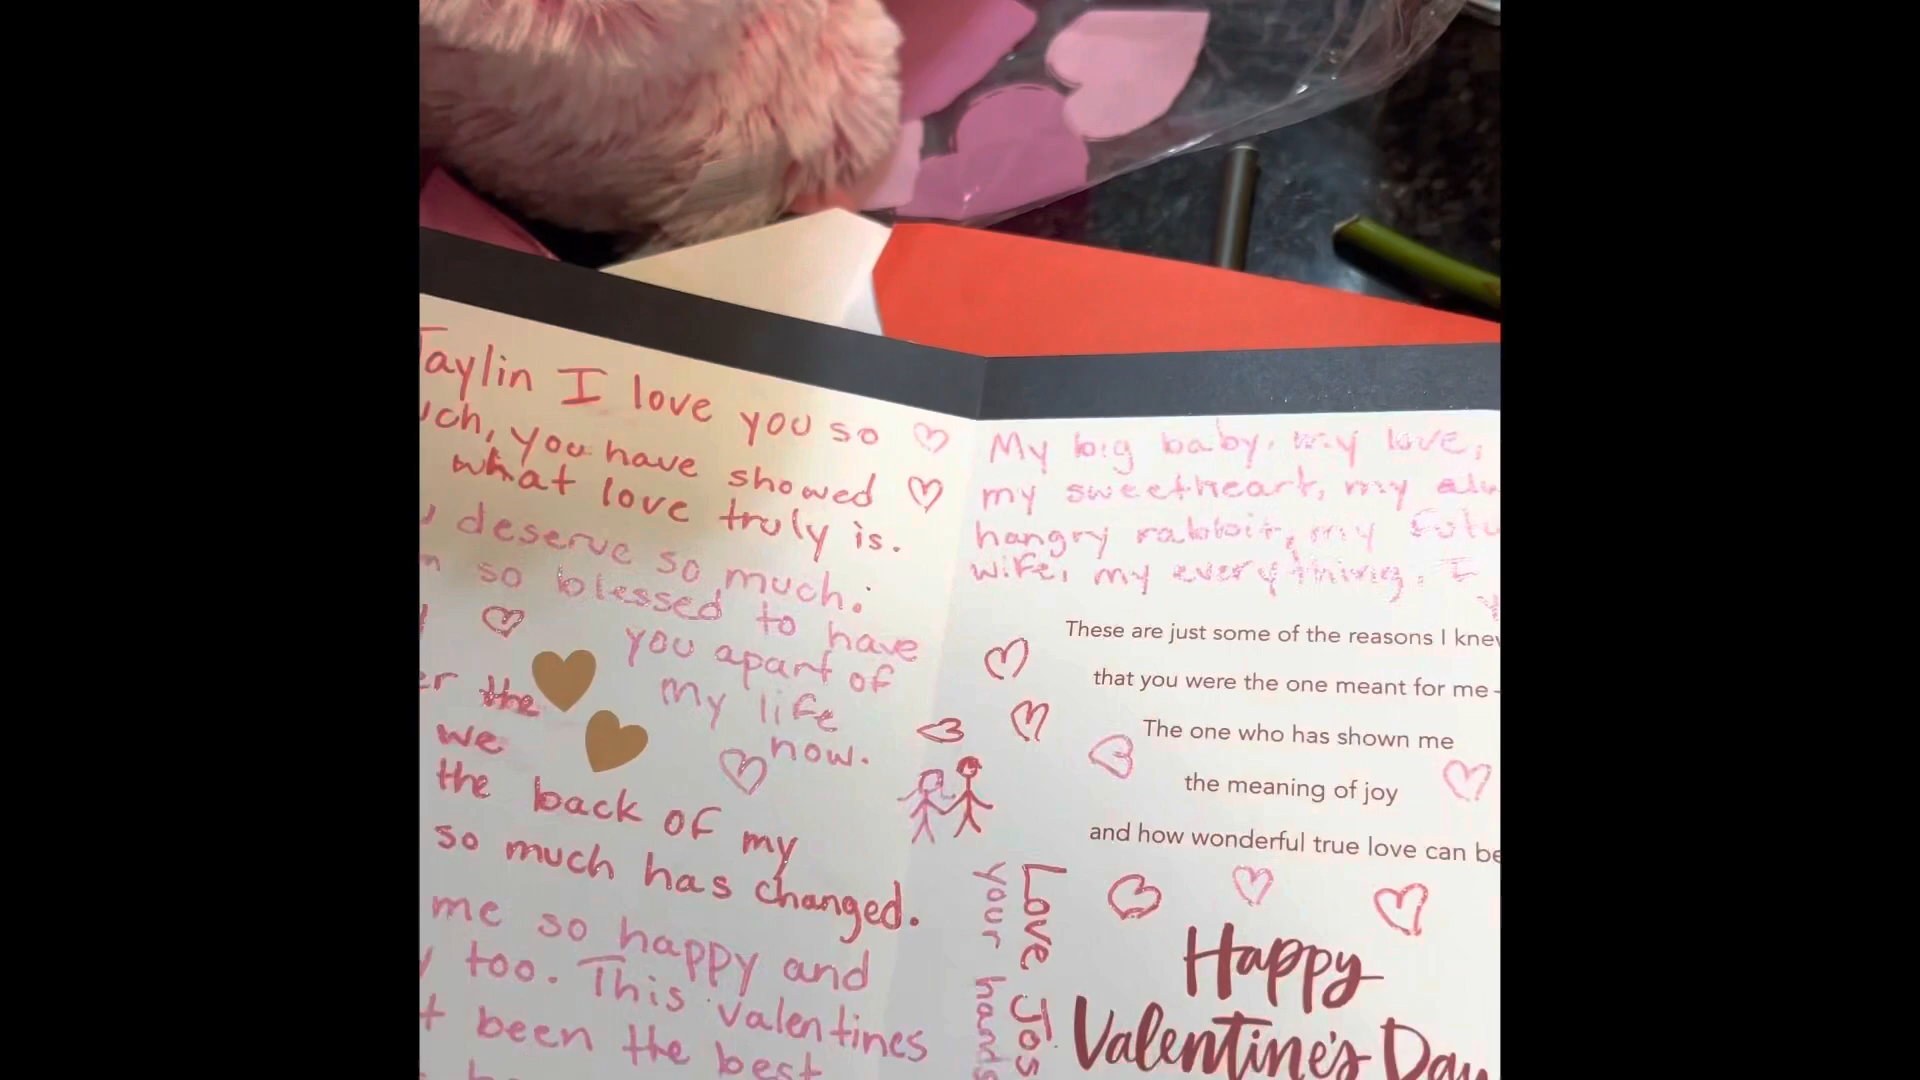 Taylin I love you so
uch, you have showed
what love truly is.
u deserve so much.
m so blessed to have
you apart of
my life
now.
er the
we
the back of my
so much has changed.
me so happy and
y too. This valentines
t been the best
My big baby, my love,
my sweetheart, my
hangry rabbit, my
wife, my everything. I
These are just some of the reasons I knew
that you were the one meant for me –
The one who has shown me
the meaning of joy
and how wonderful true love can be
Happy
Valentine's Day
Love Jos
your hands